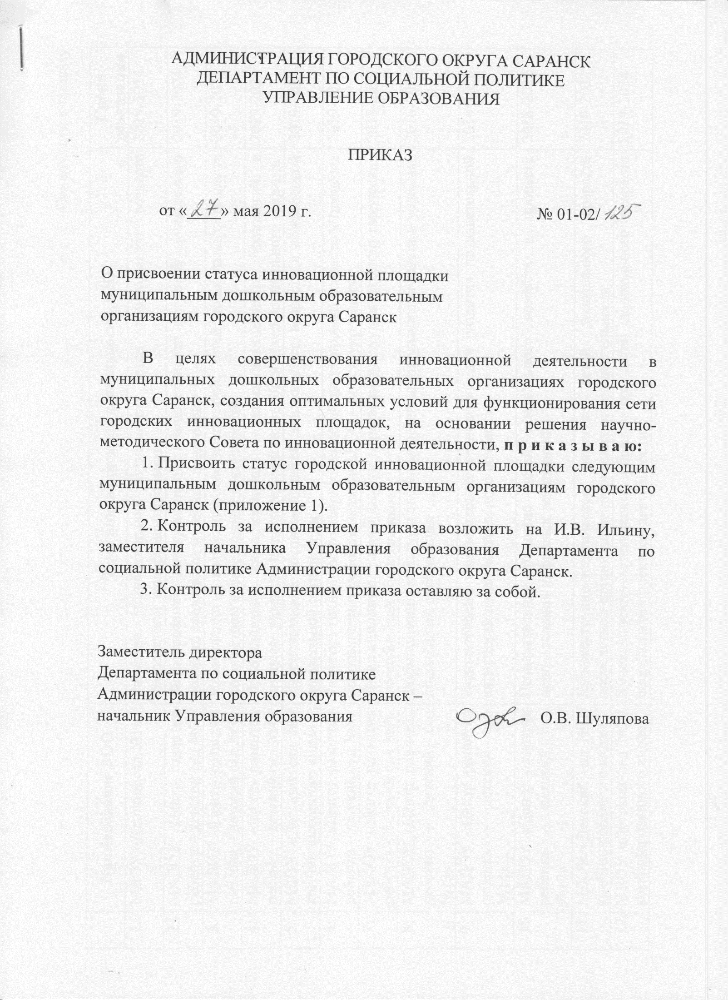 АДМИНИСТРАЦИЯ ГОРОДСКОГО ОКРУГА САРАНСК
ДЕПАРТАМЕНТ ПО СОЦИАЛЬНОЙ ПОЛИТИКЕ
УПРАВЛЕНИЕ ОБРАЗОВАНИЯ
ПРИКАЗ
от «27» мая 2019 г. № 01-02/ 125
О присвоении статуса инновационной площадки
муниципальным дошкольным образовательным
организациям городского округа Саранск
В целях совершенствования инновационной деятельности в
муниципальных дошкольных образовательных организациях городского
округа Саранск, создания оптимальных условий для функционирования сети
городских инновационных площадок, на основании решения научно-
методического Совета по инновационной деятельности, п р и к а з ы в а ю:
1. Присвоить статус городской инновационной площадки следующим
муниципальным дошкольным образовательным организациям городского
округа Саранск (приложение 1).
2. Контроль за исполнением приказа возложить на И.В. Ильину,
заместителя начальника Управления образования Департамента по
социальной политике Администрации городского округа Саранск.
3. Контроль за исполнением приказа оставляю за собой.
Заместитель директора
Департамента по социальной политике
Администрации городского округа Саранск –
начальник Управления образования О.В. Шуляпова